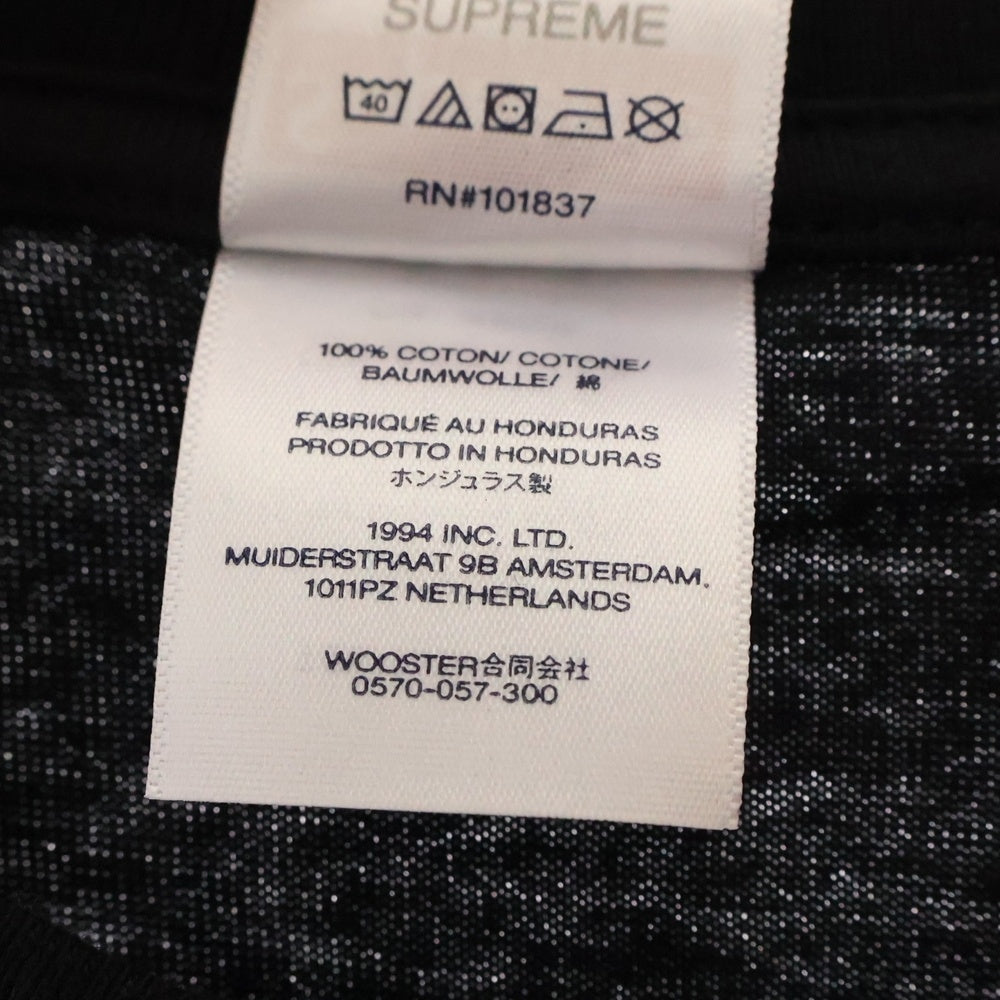 SUPREME
40
RN#101837
100% COTON/ COTONE/
BAUMWOLLE/ 綿
FABRIQUÉ AU HONDURAS
PRODOTTO IN HONDURAS
ホンジュラス製
1994 INC. LTD.
MUIDERSTRAAT 9B AMSTERDAM.
1011PZ NETHERLANDS
WOOSTER合同会社
0570-057-300